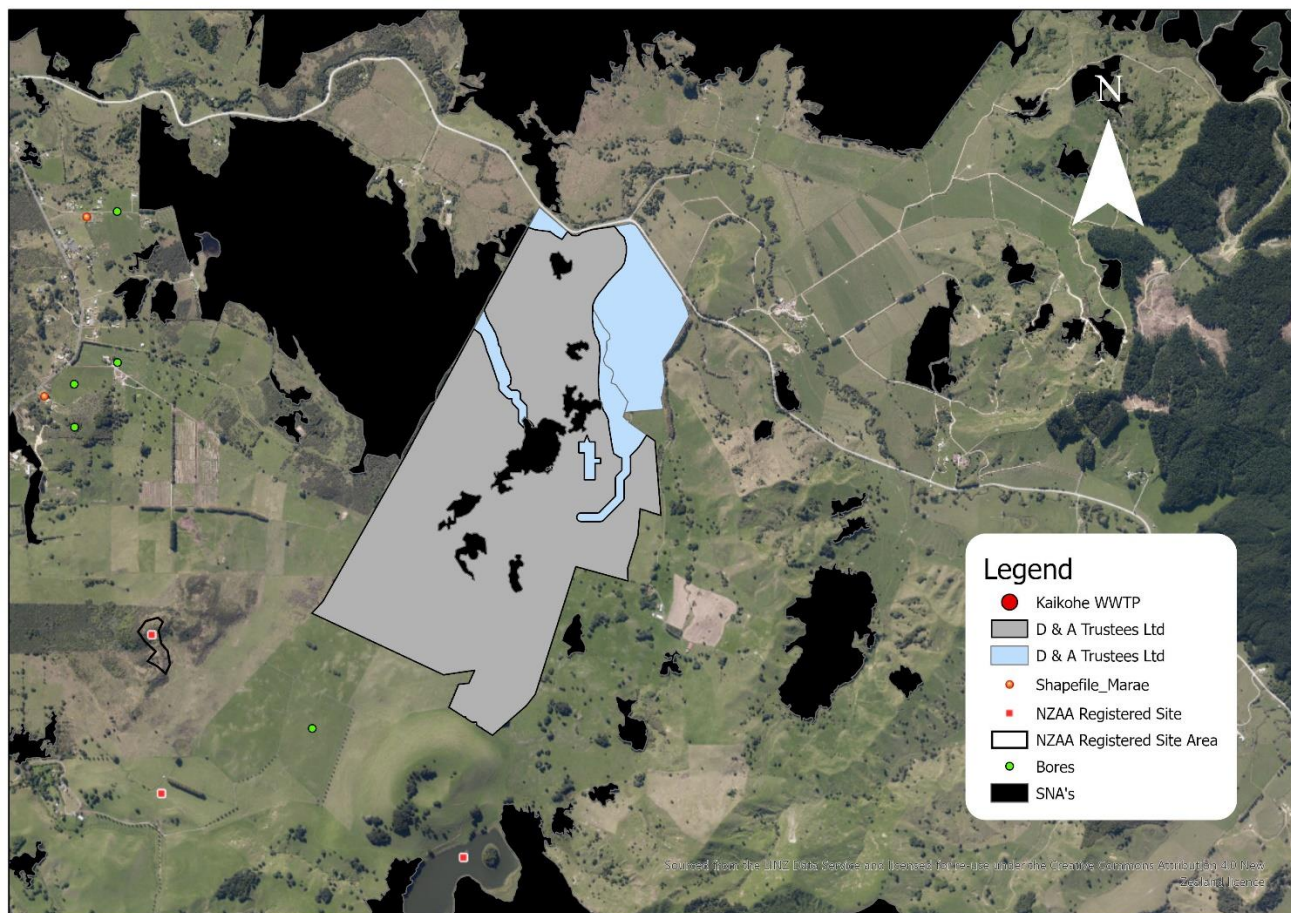 N
Legend
Kaikohe WWTP
D & A Trustees Ltd
D & A Trustees Ltd
Shapefile_Marae
NZAA Registered Site
NZAA Registered Site Area
Bores
SNA's
Sourced from the LINZ Data Service and licensed for re-use under the Creative Commons Attribution 4.0 New
Zealand licence